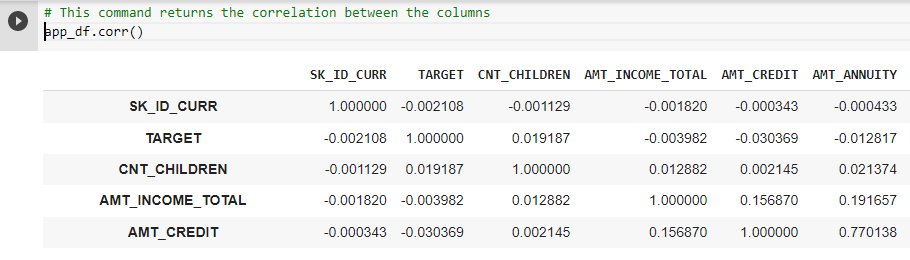 # This command returns the correlation between the columns
app_df.corr()
SK_ID_CURR TARGET CNT_CHILDREN AMT_INCOME_TOTAL AMT_CREDIT AMT_ANNUITY
SK_ID_CURR 1.000000 -0.002108 -0.001129 -0.001820 -0.000343 -0.000433
TARGET -0.002108 1.000000 0.019187 -0.003982 -0.030369 -0.012817
CNT_CHILDREN -0.001129 0.019187 1.000000 0.012882 0.002145 0.021374
AMT_INCOME_TOTAL -0.001820 -0.003982 0.012882 1.000000 0.156870 0.191657
AMT_CREDIT -0.000343 -0.030369 0.002145 0.156870 1.000000 0.770138